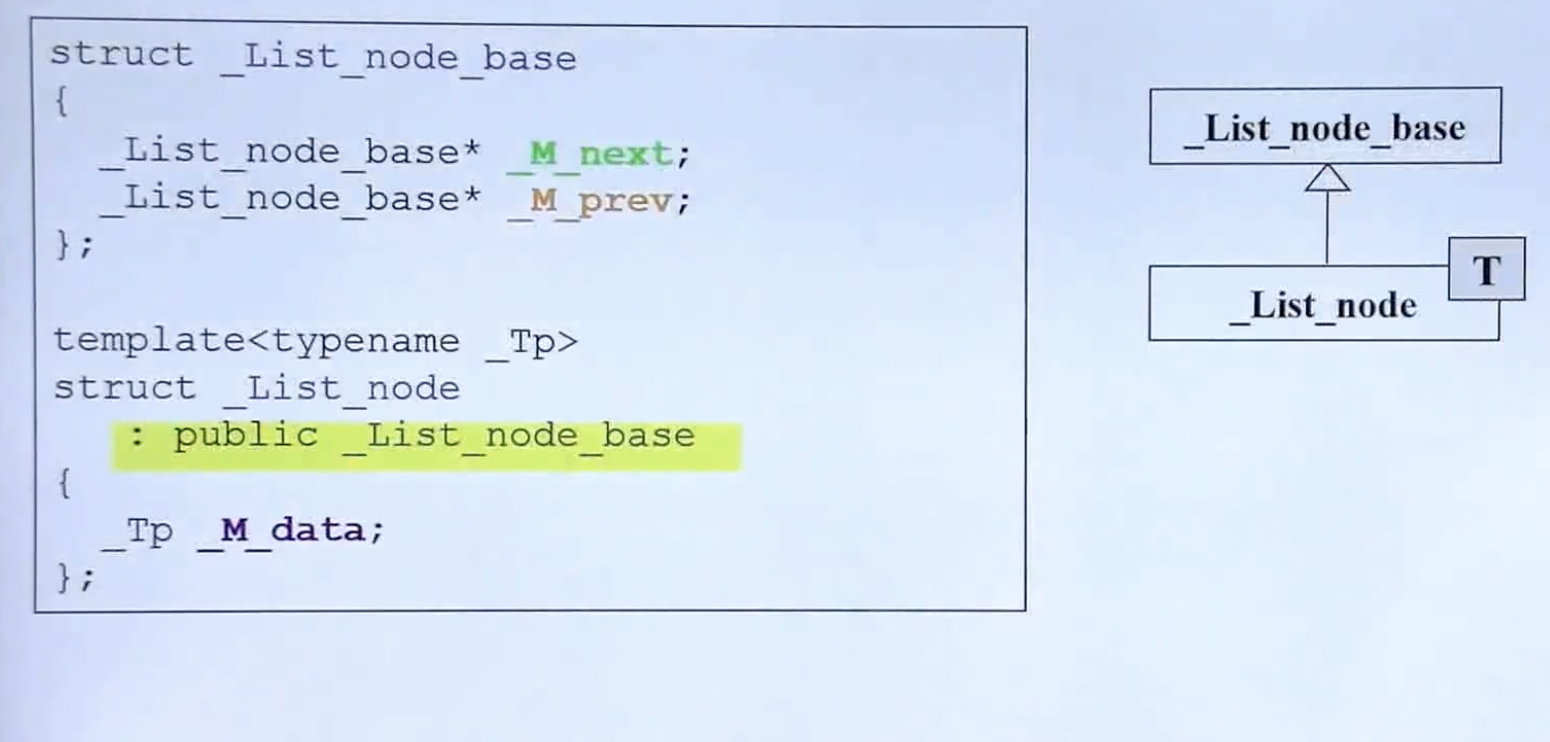 struct _List_node_base
{
_List_node_base* _M_next;
_List_node_base* _M_prev;
};
template<typename _Tp>
struct _List_node
: public _List_node_base
{
_Tp _M_data;
};
_List_node_base
T
_List_node